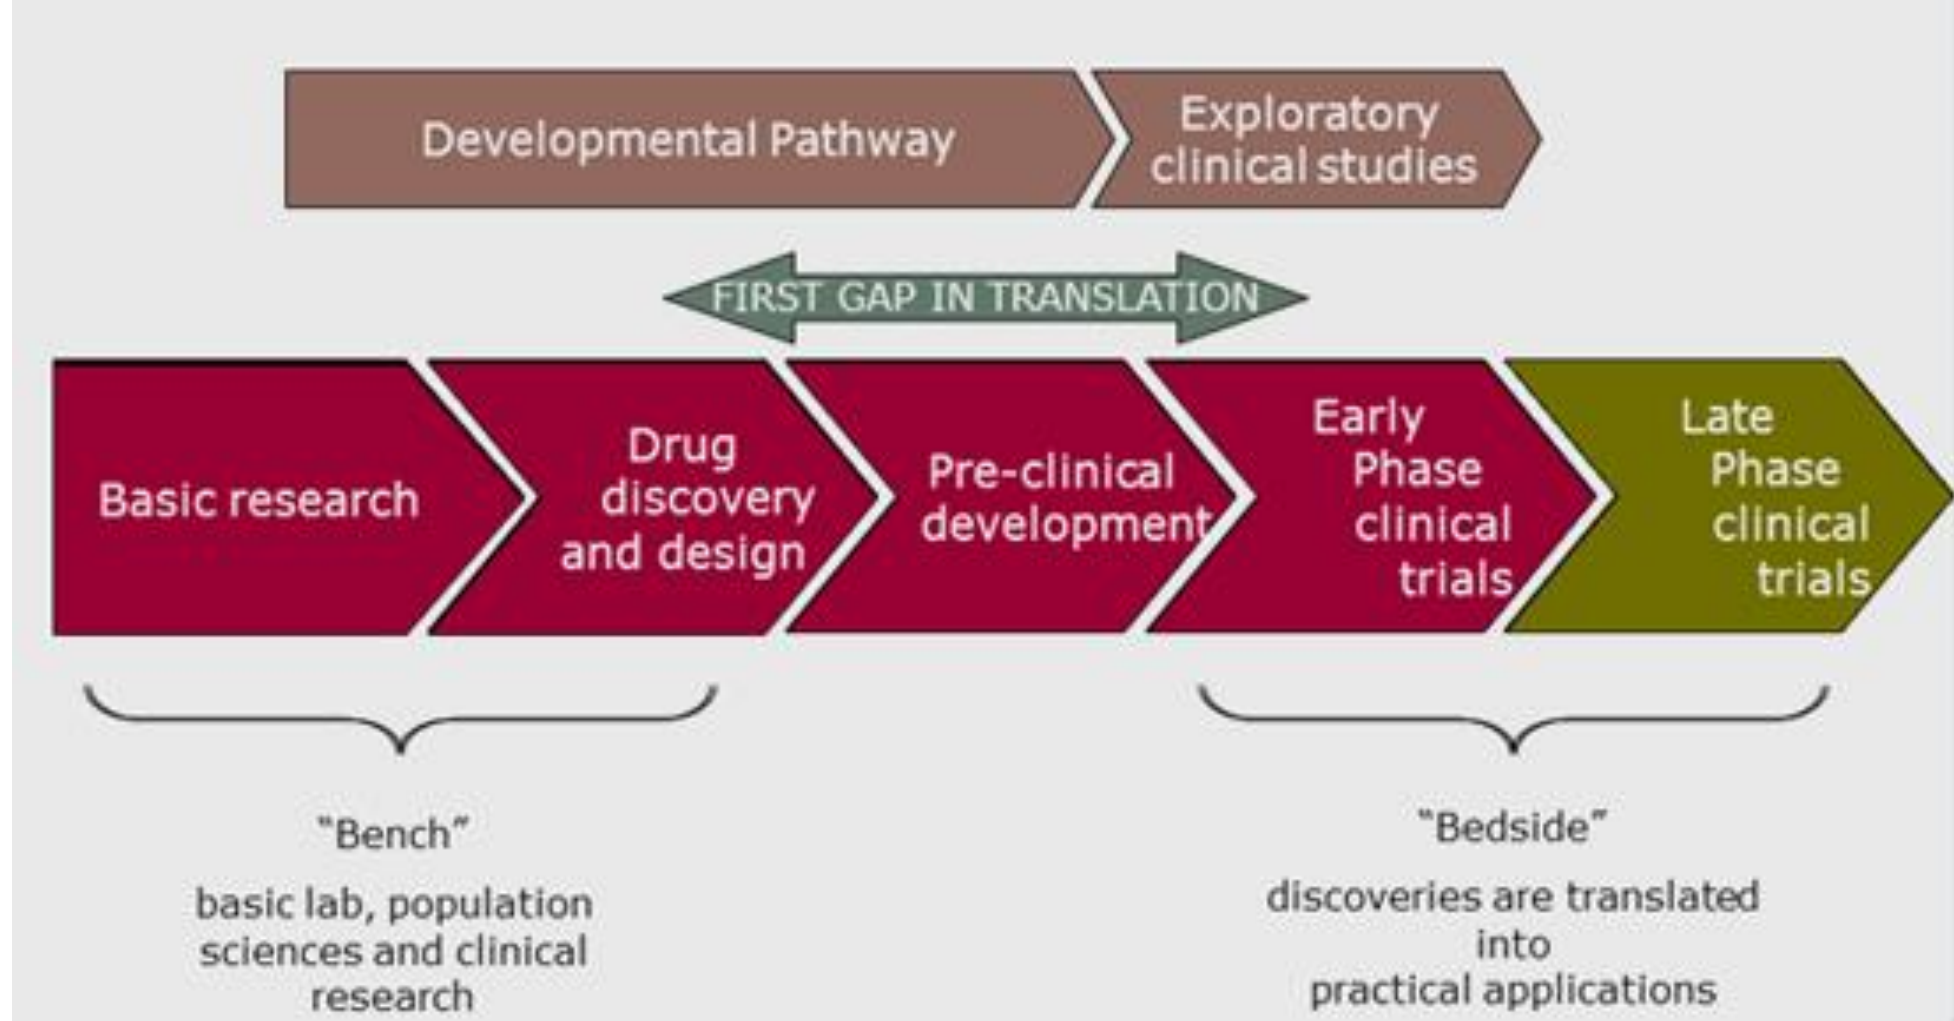 Developmental Pathway
Exploratory
clinical studies
FIRST GAP IN TRANSLATION
Basic research
Drug
discovery
and design
Pre-clinical
development
Early
Phase
clinical
trials
Late
Phase
clinical
trials
“Bench”
basic lab, population
sciences and clinical
research
“Bedside”
discoveries are translated
into
practical applications